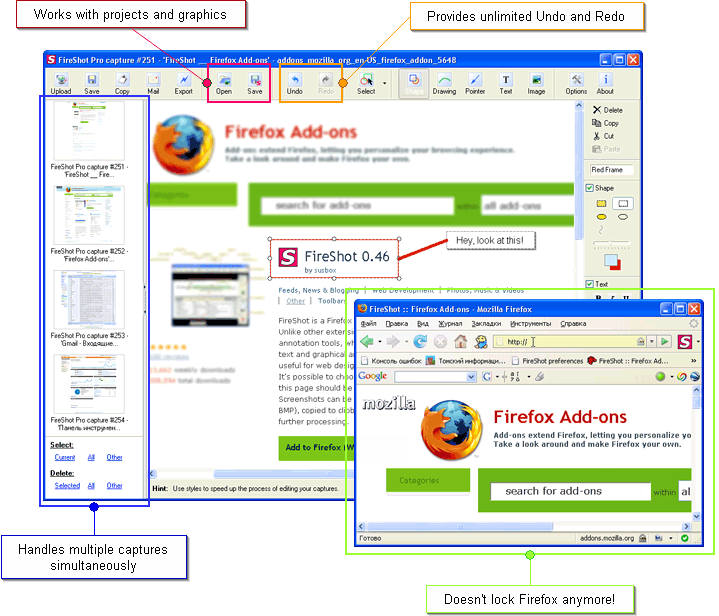 Works with projects and graphics
Provides unlimited Undo and Redo
FireShot Pro capture #251 - 'FireShot __ Firefox Add-ons' - addons_mozilla_org_en-US_firefox_addon_5648
Upload Save Copy Mail Export Open Save Undo Redo Select Shape Drawing Pointer Text Image Options About
FireShot Pro capture #251 - 'FireShot __ Fire...
FireShot Pro capture #252 - 'Firefox Add-ons'...
FireShot Pro capture #253 - 'Gmail - Входящие...
FireShot Pro capture #254 - 'Панель инструмен...
Select:
Current All Other
Delete:
Selected All Other
Firefox Add-ons
Add-ons extend Firefox, letting you personalize your browsing experience.
Take a look around and make Firefox your own.
Categories
search for add-ons within all add-ons
FireShot 0.46
by susbox
Hey, look at this!
Feeds, News & Blogging | Web Development | Photos, Music & Videos
| Other | Toolbars
FireShot is a Firefox
Unlike other extens
annotation tools, wh
text and graphical a
useful for web desig
It's possible to choos
this page should be
Screenshots can be
BMP), copied to clipb
further processing.
Add to Firefox (W
Hint: Use styles to speed up the process of editing your captures.
Delete
Copy
Cut
Paste
Red Frame
Shape
Text
B I U
FireShot :: Firefox Add-ons - Mozilla Firefox
Файл Правка Вид Журнал Закладки Инструменты Справка
http://
Консоль ошибок Томский информаци... FireShot preferences FireShot :: Firefox Ad...
Google
mozilla
Firefox Add-ons
Add-ons extend Firefox, letting you personalize yo
Take a look around and make Firefox your own.
Categories
search for add-ons within al
Готово addons.mozilla.org
Handles multiple captures
simultaneously
Doesn't lock Firefox anymore!